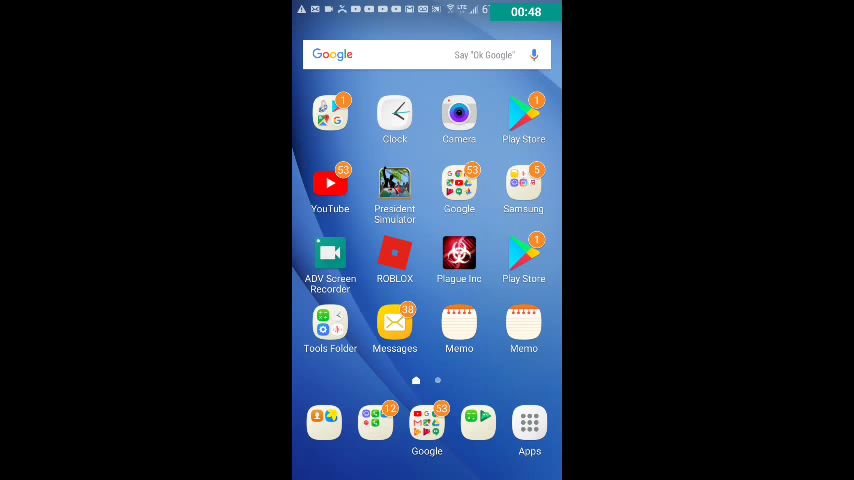 LTE 6
00:48
Google Say "Ok Google"
1
1
Clock Camera Play Store
53
53
5
YouTube President Simulator Google Samsung
1
ADV Screen Recorder ROBLOX Plague Inc Play Store
38
Tools Folder Messages Memo Memo
12
53
Google Apps